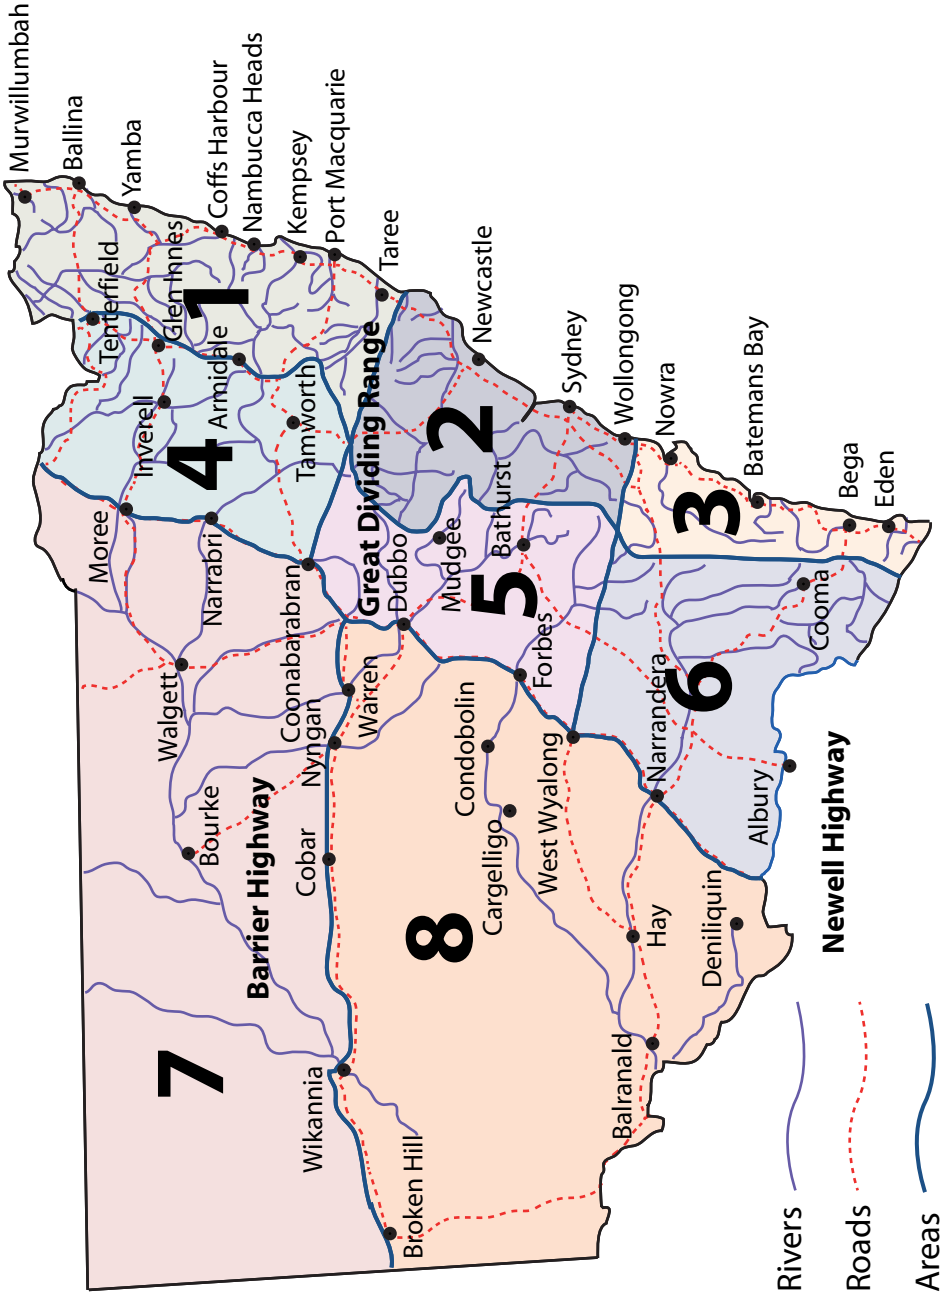 Murwillumbah
Ballina
Yamba
Coffs Harbour
Nambucca Heads
Kempsey
Port Macquarie
Taree
Newcastle
Sydney
Wollongong
Nowra
Batemans Bay
Bega
Eden
Tenterfield
Glen Innes
1
Armidale
Inverell
4
Tamworth
Great Dividing Range
2
Moree
Narrabri
Coonabarabran
Dubbo
Mudgee
Bathurst
5
3
Forbes
Cooma
6
Walgett
Nyngan
Warren
Condobolin
West Wyalong
Narrandera
Albury
Newell Highway
Bourke
Barrier Highway
Cobar
8
Cargelligo
Hay
Deniliquin
7
Wikannia
Broken Hill
Balranald
Rivers
Roads
Areas